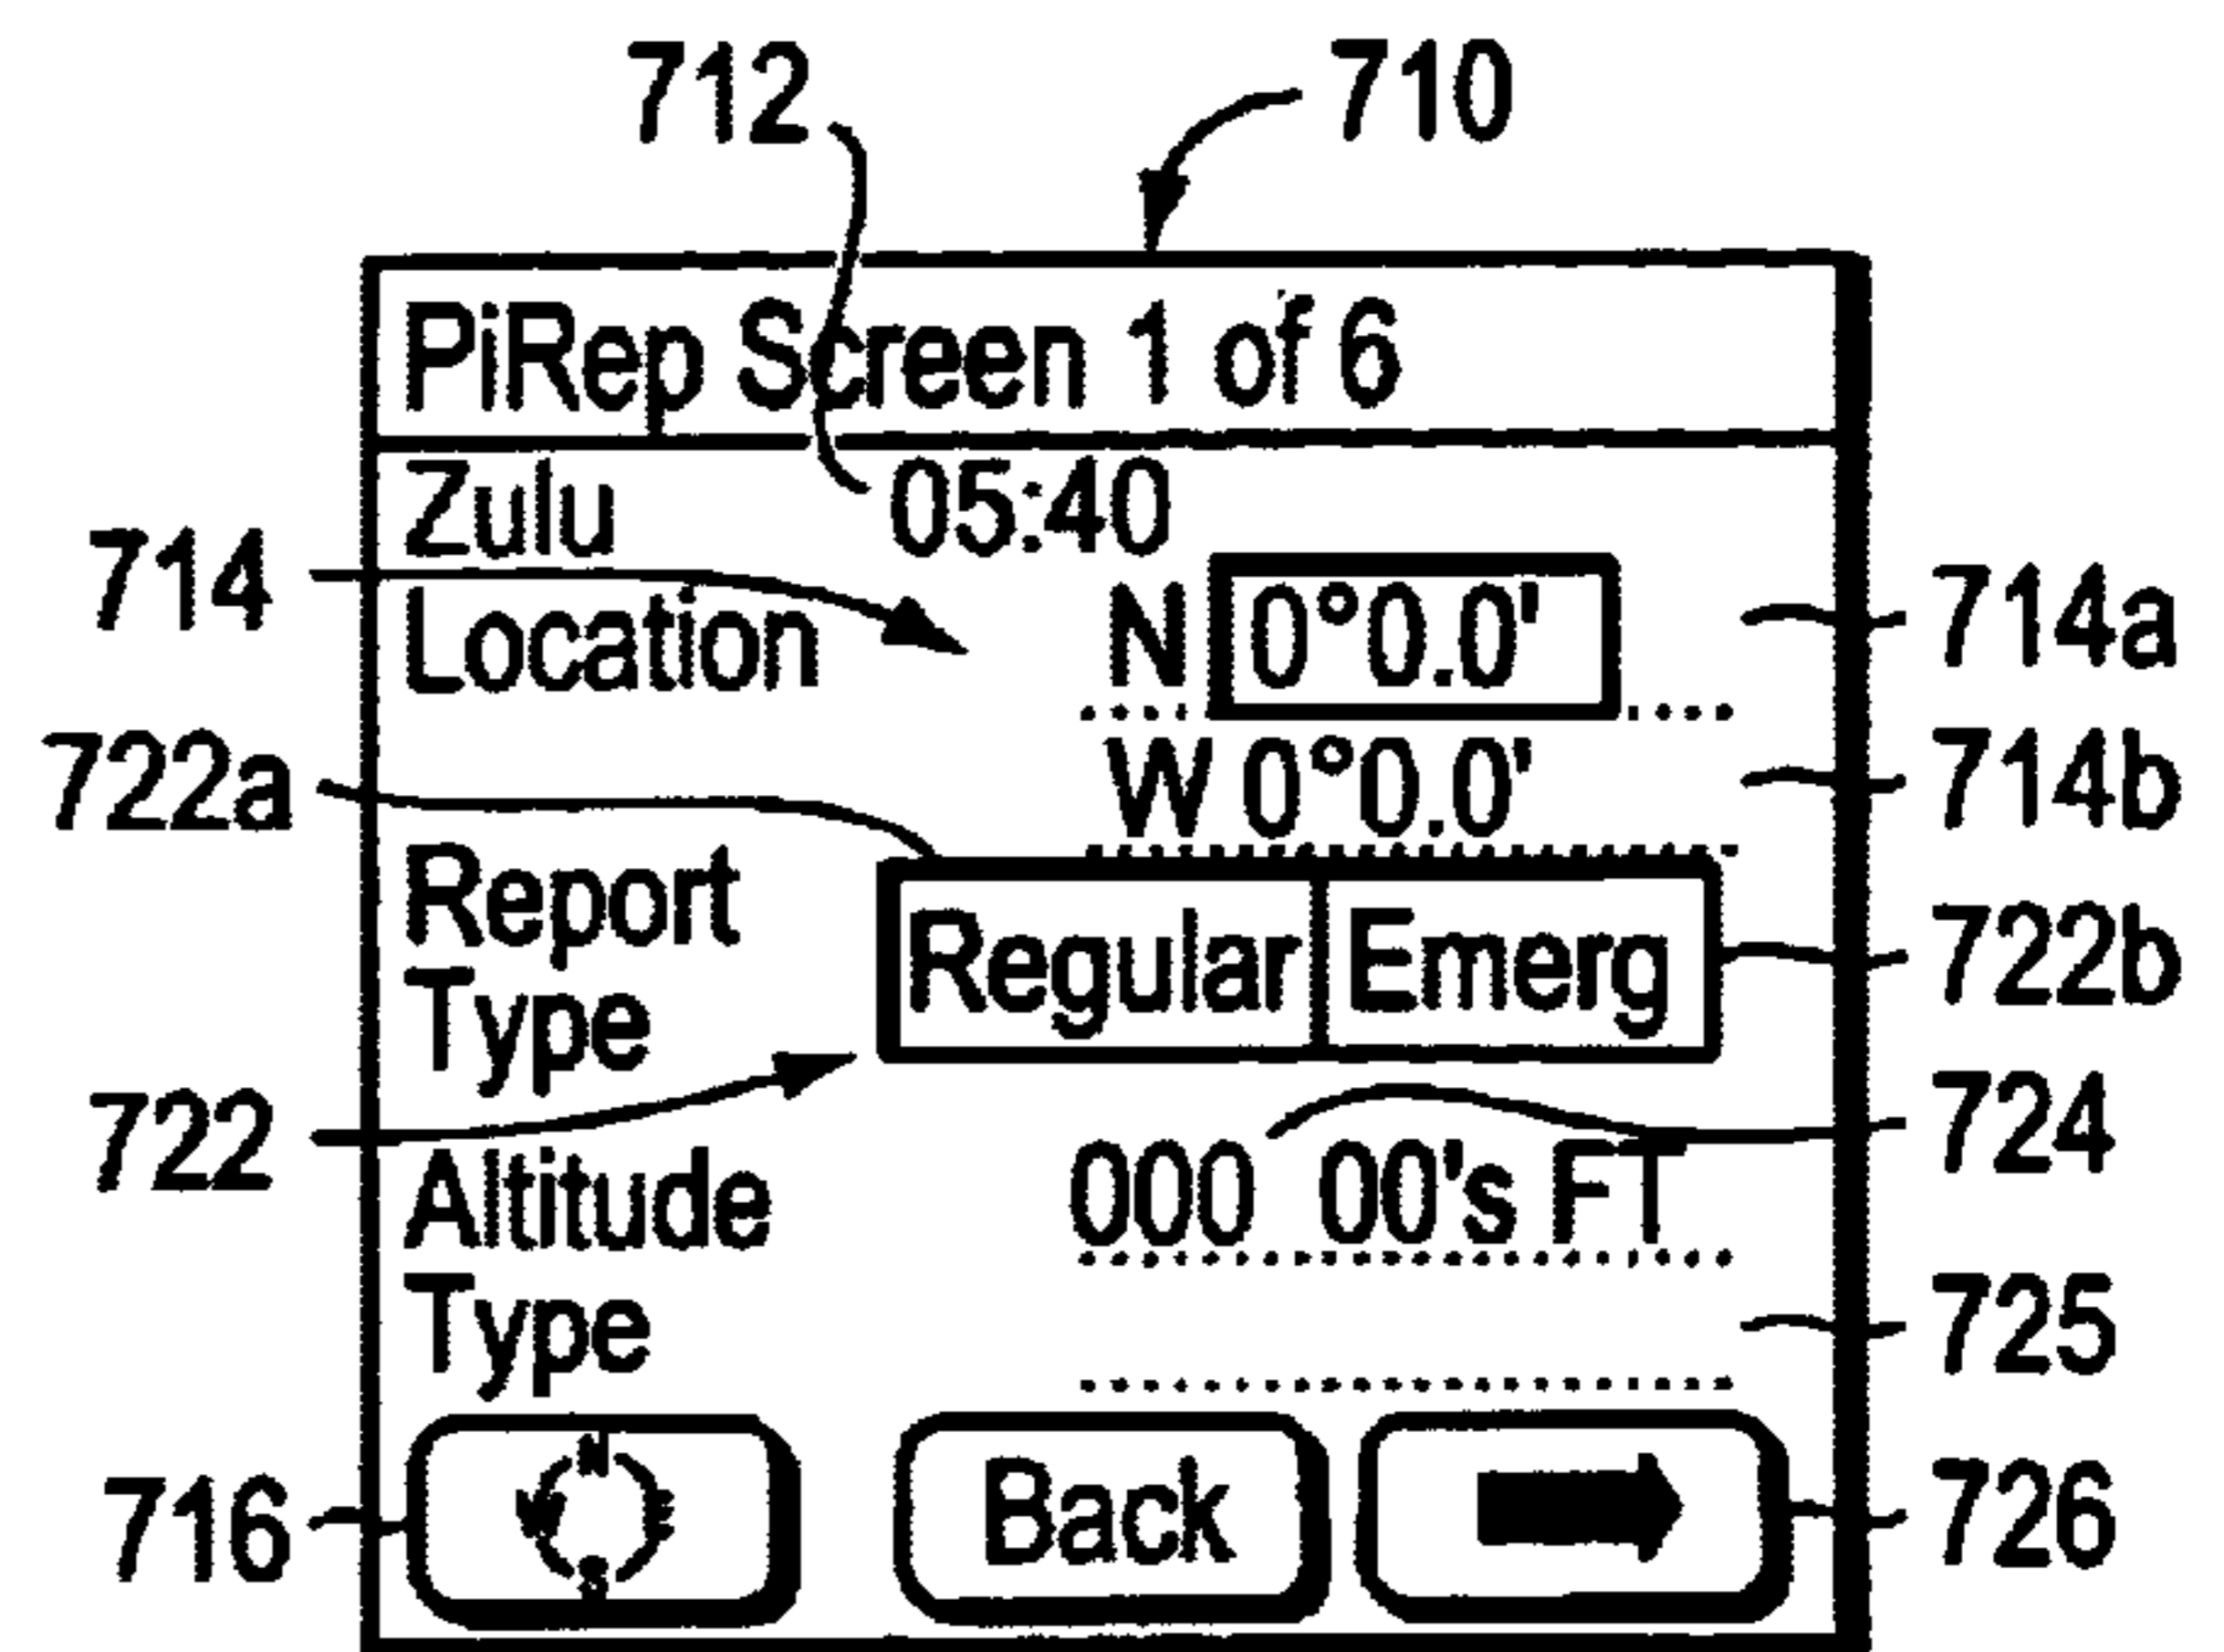 712
710
PiRep Screen 1 of 6
Zulu 05:40
714
Location N 0°0.0' 714a
722a
W 0°0.0' 714b
Report
Type
Regular Emerg 722b
722
724
Altitude 000 00's FT
Type 725
716
Back
726